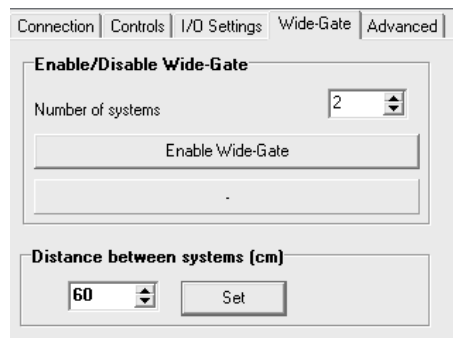 Connection Controls I/O Settings Wide-Gate Advanced
Enable/Disable Wide-Gate
Number of systems 2
Enable Wide-Gate
-
Distance between systems (cm)
60 Set